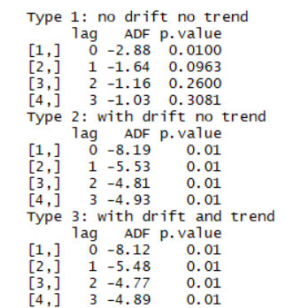 Type 1: no drift no trend
lag ADF p.value
[1,] 0 -2.88 0.0100
[2,] 1 -1.64 0.0963
[3,] 2 -1.16 0.2600
[4,] 3 -1.03 0.3081
Type 2: with drift no trend
lag ADF p.value
[1,] 0 -8.19 0.01
[2,] 1 -5.53 0.01
[3,] 2 -4.81 0.01
[4,] 3 -4.93 0.01
Type 3: with drift and trend
lag ADF p.value
[1,] 0 -8.12 0.01
[2,] 1 -5.48 0.01
[3,] 2 -4.77 0.01
[4,] 3 -4.89 0.01